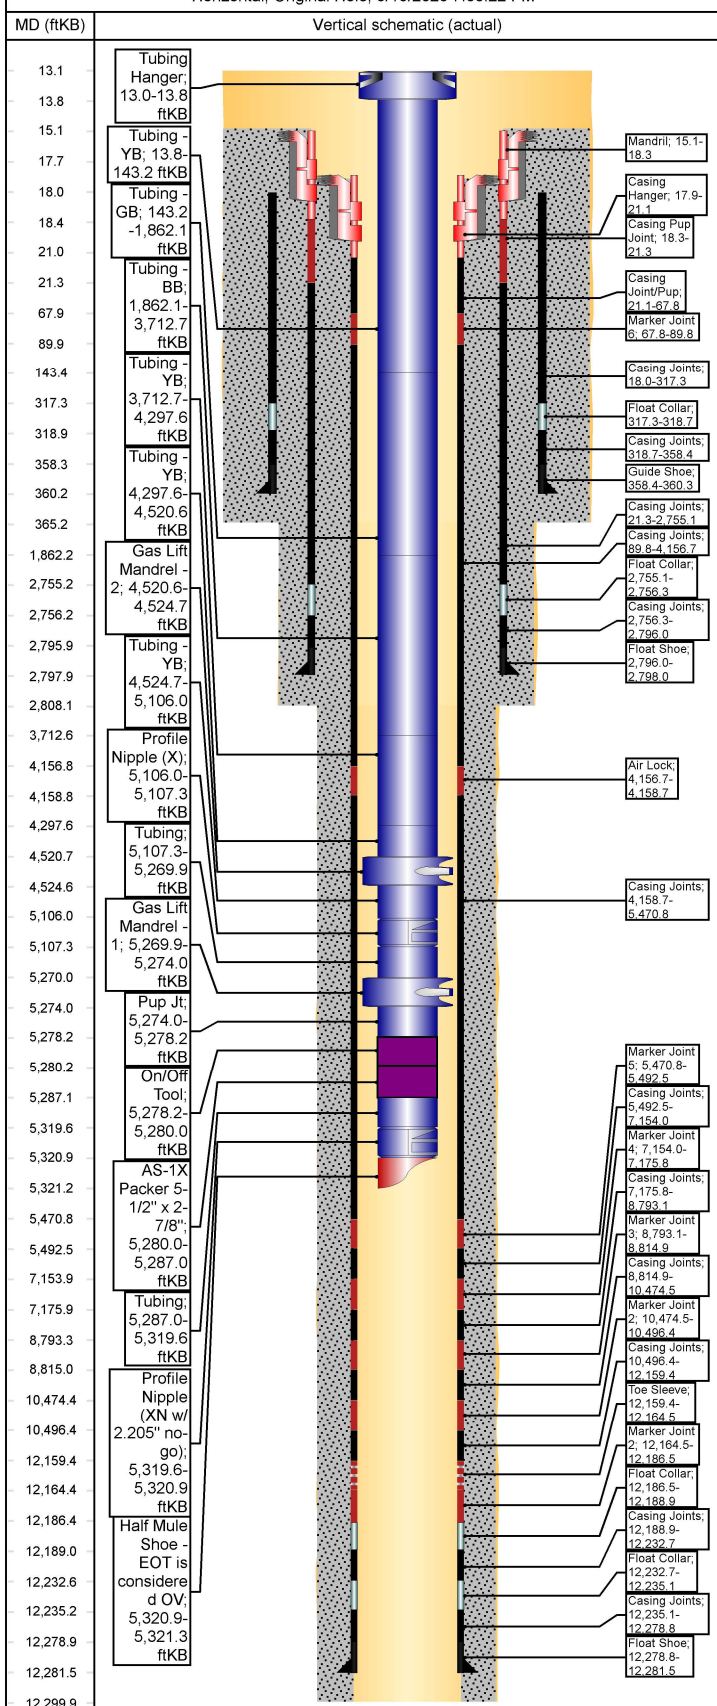 MD (ftKB)
Vertical schematic (actual)
13.1
13.8
15.1
17.7
18.0
18.4
21.0
21.3
67.9
89.9
143.4
317.3
318.9
358.3
360.2
365.2
1,862.2
2,755.2
2,756.2
2,795.9
2,797.9
2,808.1
3,712.6
4,156.8
4,158.8
4,297.6
4,520.7
4,524.6
5,106.0
5,107.3
5,270.0
5,274.0
5,278.2
5,280.2
5,287.1
5,319.6
5,320.9
5,321.2
5,470.8
5,492.5
7,153.9
7,175.9
8,793.3
8,815.0
10,474.4
10,496.4
12,159.4
12,164.4
12,186.4
12,189.0
12,232.6
12,235.2
12,278.9
12,281.5
12,299.9
Tubing
Hanger;
13.0-13.8
ftKB
Tubing -
YB; 13.8-
143.2 ftKB
Tubing -
GB; 143.2
-1,862.1
ftKB
Tubing -
BB;
1,862.1-
3,712.7
ftKB
Tubing -
YB;
3,712.7-
4,297.6
ftKB
Tubing -
YB;
4,297.6-
4,520.6
ftKB
Gas Lift
Mandrel -
2; 4,520.6-
4,524.7
ftKB
Tubing -
YB;
4,524.7-
5,106.0
ftKB
Profile
Nipple (X);
5,106.0-
5,107.3
ftKB
Tubing;
5,107.3-
5,269.9
ftKB
Gas Lift
Mandrel -
1; 5,269.9-
5,274.0
ftKB
Pup Jt;
5,274.0-
5,278.2
ftKB
On/Off
Tool;
5,278.2-
5,280.0
ftKB
AS-1X
Packer 5-
1/2" x 2-
7/8";
5,280.0-
5,287.0
ftKB
Tubing;
5,287.0-
5,319.6
ftKB
Profile
Nipple
(XN w/
2.205" no-
go);
5,319.6-
5,320.9
ftKB
Half Mule
Shoe -
EOT is
considere
d OV;
5,320.9-
5,321.3
ftKB
Mandril; 15.1-
18.3
Casing
Hanger; 17.9-
21.1
Casing Pup
Joint; 18.3-
21.3
Casing
Joint/Pup;
21.1-67.8
Marker Joint
6; 67.8-89.8
Casing Joints;
18.0-317.3
Float Collar;
317.3-318.7
Casing Joints;
318.7-358.4
Guide Shoe;
358.4-360.3
Casing Joints;
21.3-2,755.1
Casing Joints;
89.8-4,156.7
Float Collar;
2,755.1-
2,756.3
Casing Joints;
2,756.3-
2,796.0
Float Shoe;
2,796.0-
2,798.0
Air Lock;
4,156.7-
4,158.7
Casing Joints;
4,158.7-
5,470.8
Marker Joint
5; 5,470.8-
5,492.5
Casing Joints;
5,492.5-
7,154.0
Marker Joint
4; 7,154.0-
7,175.8
Casing Joints;
7,175.8-
8,793.1
Marker Joint
3; 8,793.1-
8,814.9
Casing Joints;
8,814.9-
10,474.5
Marker Joint
2; 10,474.5-
10,496.4
Casing Joints;
10,496.4-
12,159.4
Toe Sleeve;
12,159.4-
12,164.5
Marker Joint
2; 12,164.5-
12,186.5
Float Collar;
12,186.5-
12,188.9
Casing Joints;
12,188.9-
12,232.7
Float Collar;
12,232.7-
12,235.1
Casing Joints;
12,235.1-
12,278.8
Float Shoe;
12,278.8-
12,281.5